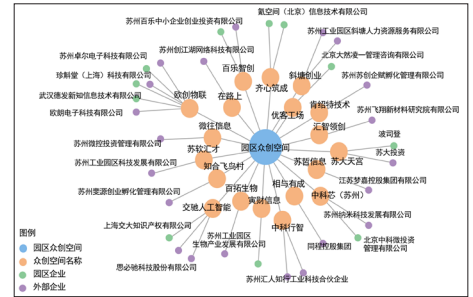 氪空间（北京）信息技术有限公司
苏州百乐中小企业创业投资有限公司
苏州工业园区斜塘人力资源服务有限公司
苏州创冠湖网络科技有限公司
苏州卓尔电子科技有限公司
北京大然凌一管理咨询有限公司
百乐智创
珍制堂（上海）科技有限公司
齐心筑成
斜塘创业
苏州苏创企赋孵化管理有限公司
武汉德发新知信息技术有限公司
欧创物联
在路上
肯绍特技术
优客工场
苏州飞翔新材料研究院有限公司
欧朗电子科技有限公司
微往信息
汇智领创
波司登
苏州微控投资管理有限公司
苏软汇才
园区众创空间
苏大投资
苏州工业园区科技发展有限公司
知合飞鸟村
苏哲信息
苏大天宫
江苏梦嘉控股集团有限公司
苏州雯源创业孵化管理有限公司
百拓生物
相与有成
中科芯（苏州）
交驰人工智能
寅财信息
苏州纳米科技发展有限公司
上海交大知识产权有限公司
中科行智
图例
苏州工业园区
生物产业发展有限公司
同程控股集团
北京中科微投资
管理有限公司
园区众创空间
众创空间名称
思必驰科技股份有限公司
园区企业
苏州汇人知行工业科技合伙企业
外部企业